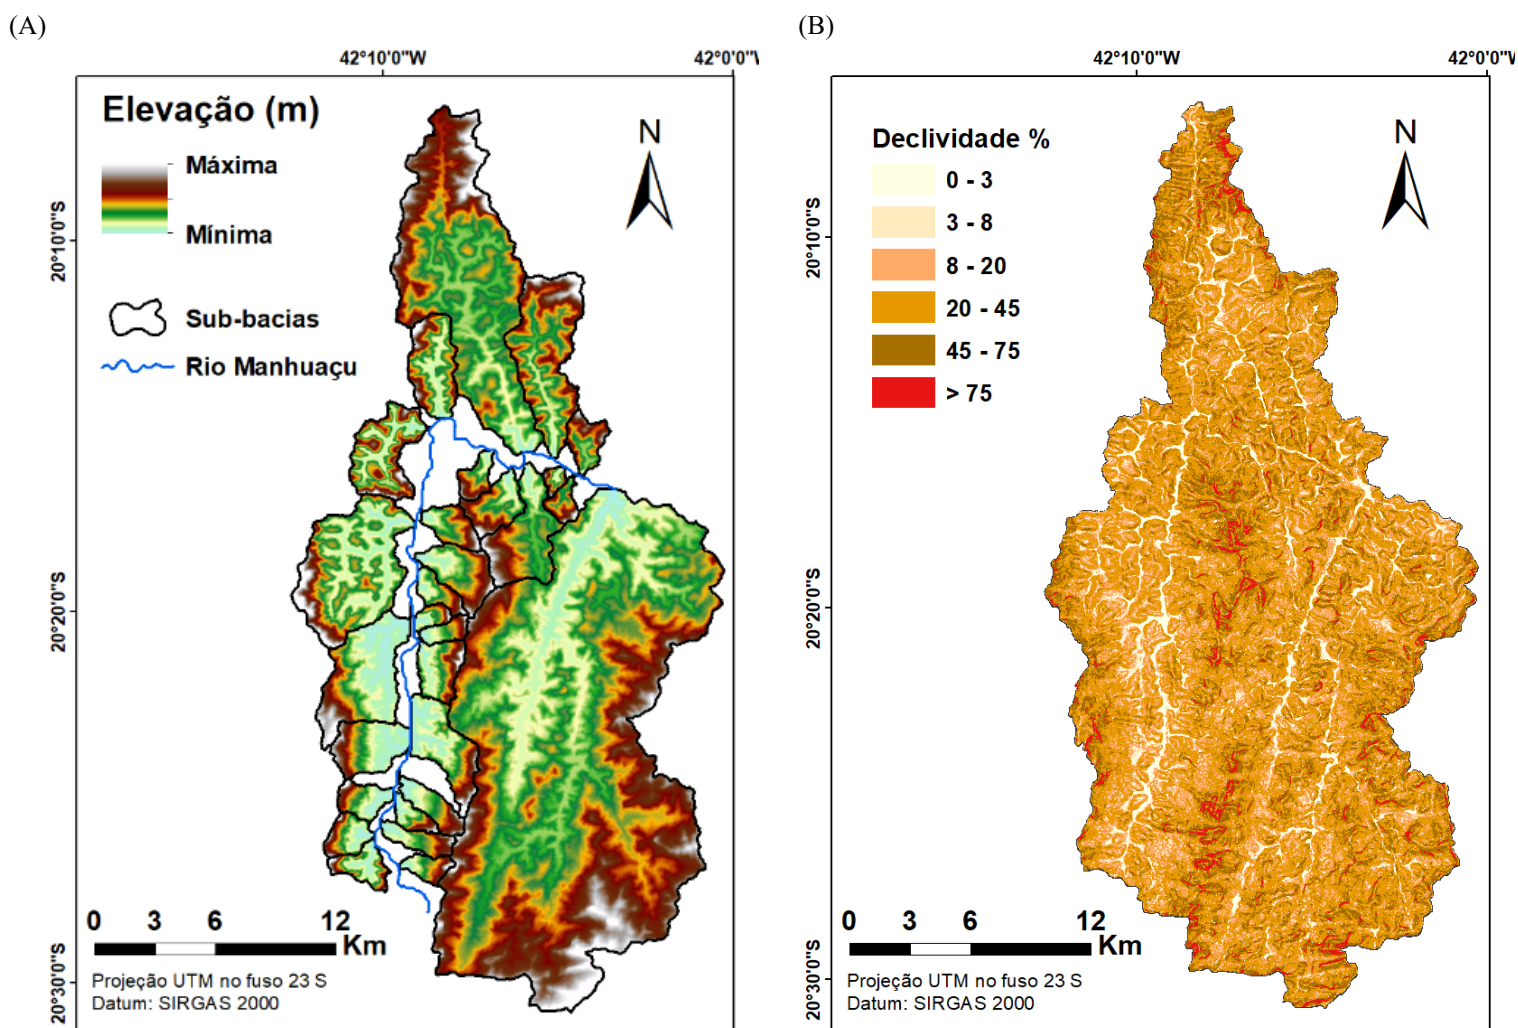 (A)
42°10'0"W
42°0'0"W
Elevação (m)
Máxima
Mínima
Sub-bacias
Rio Manhuaçu
N
20°10'0"S
20°20'0"S
20°30'0"S
0 3 6 12
Km
Projeção UTM no fuso 23 S
Datum: SIRGAS 2000
(B)
42°10'0"W
42°0'0"W
Declividade %
0 - 3
3 - 8
8 - 20
20 - 45
45 - 75
> 75
N
20°10'0"S
20°20'0"S
20°30'0"S
0 3 6 12
Km
Projeção UTM no fuso 23 S
Datum: SIRGAS 2000